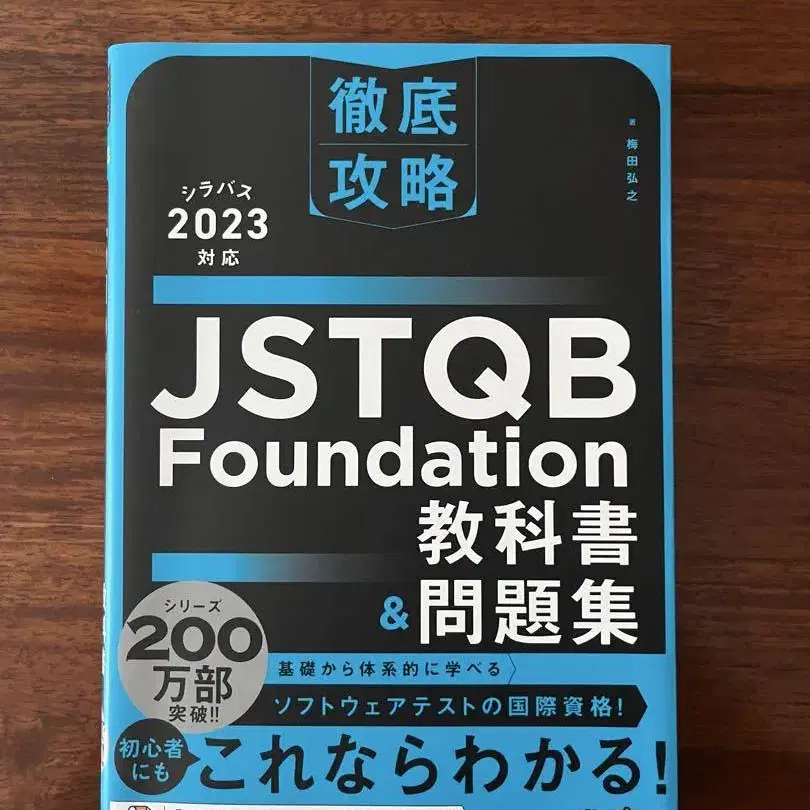 徹底
攻略
著 梅田弘之
シラバス
2023
対応
JSTQB
Foundation
教科書
&問題集
シリーズ
200
万部
突破!!
基礎から体系的に学べる
ソフトウェアテストの国際資格!
初心者
にも
これならわかる!